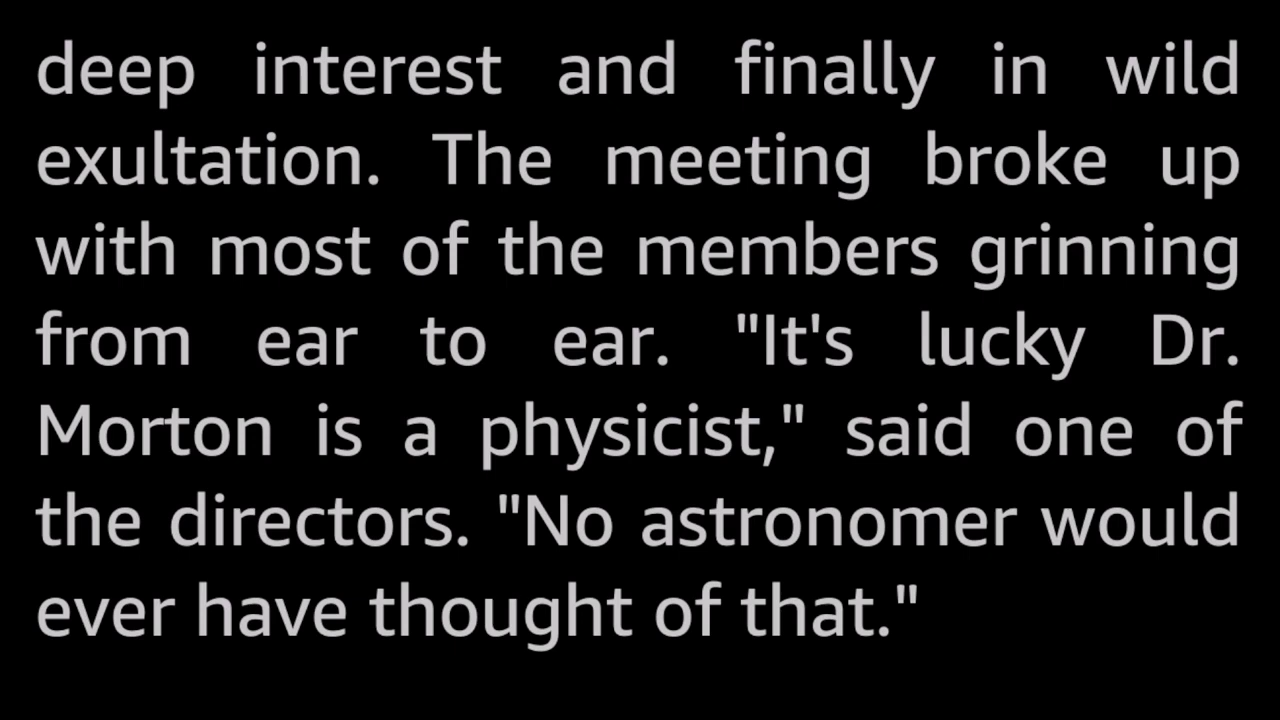 deep interest and finally in wild
exultation. The meeting broke up
with most of the members grinning
from ear to ear. "It's lucky Dr.
Morton is a physicist," said one of
the directors. "No astronomer would
ever have thought of that."